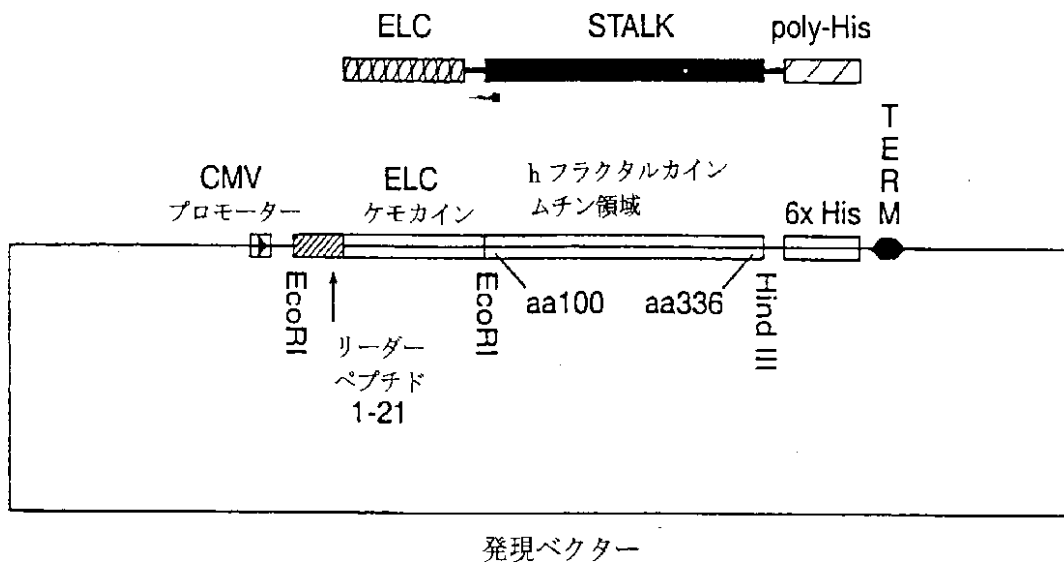 ELC STALK poly-His
TERM
CMV
プロモーター
ELC
ケモカイン
h フラクタルカイン
ムチン領域
6x His
EcoRI
EcoRI
aa100
aa336
Hind III
リーダー
ペプチド
1-21
発現ベクター